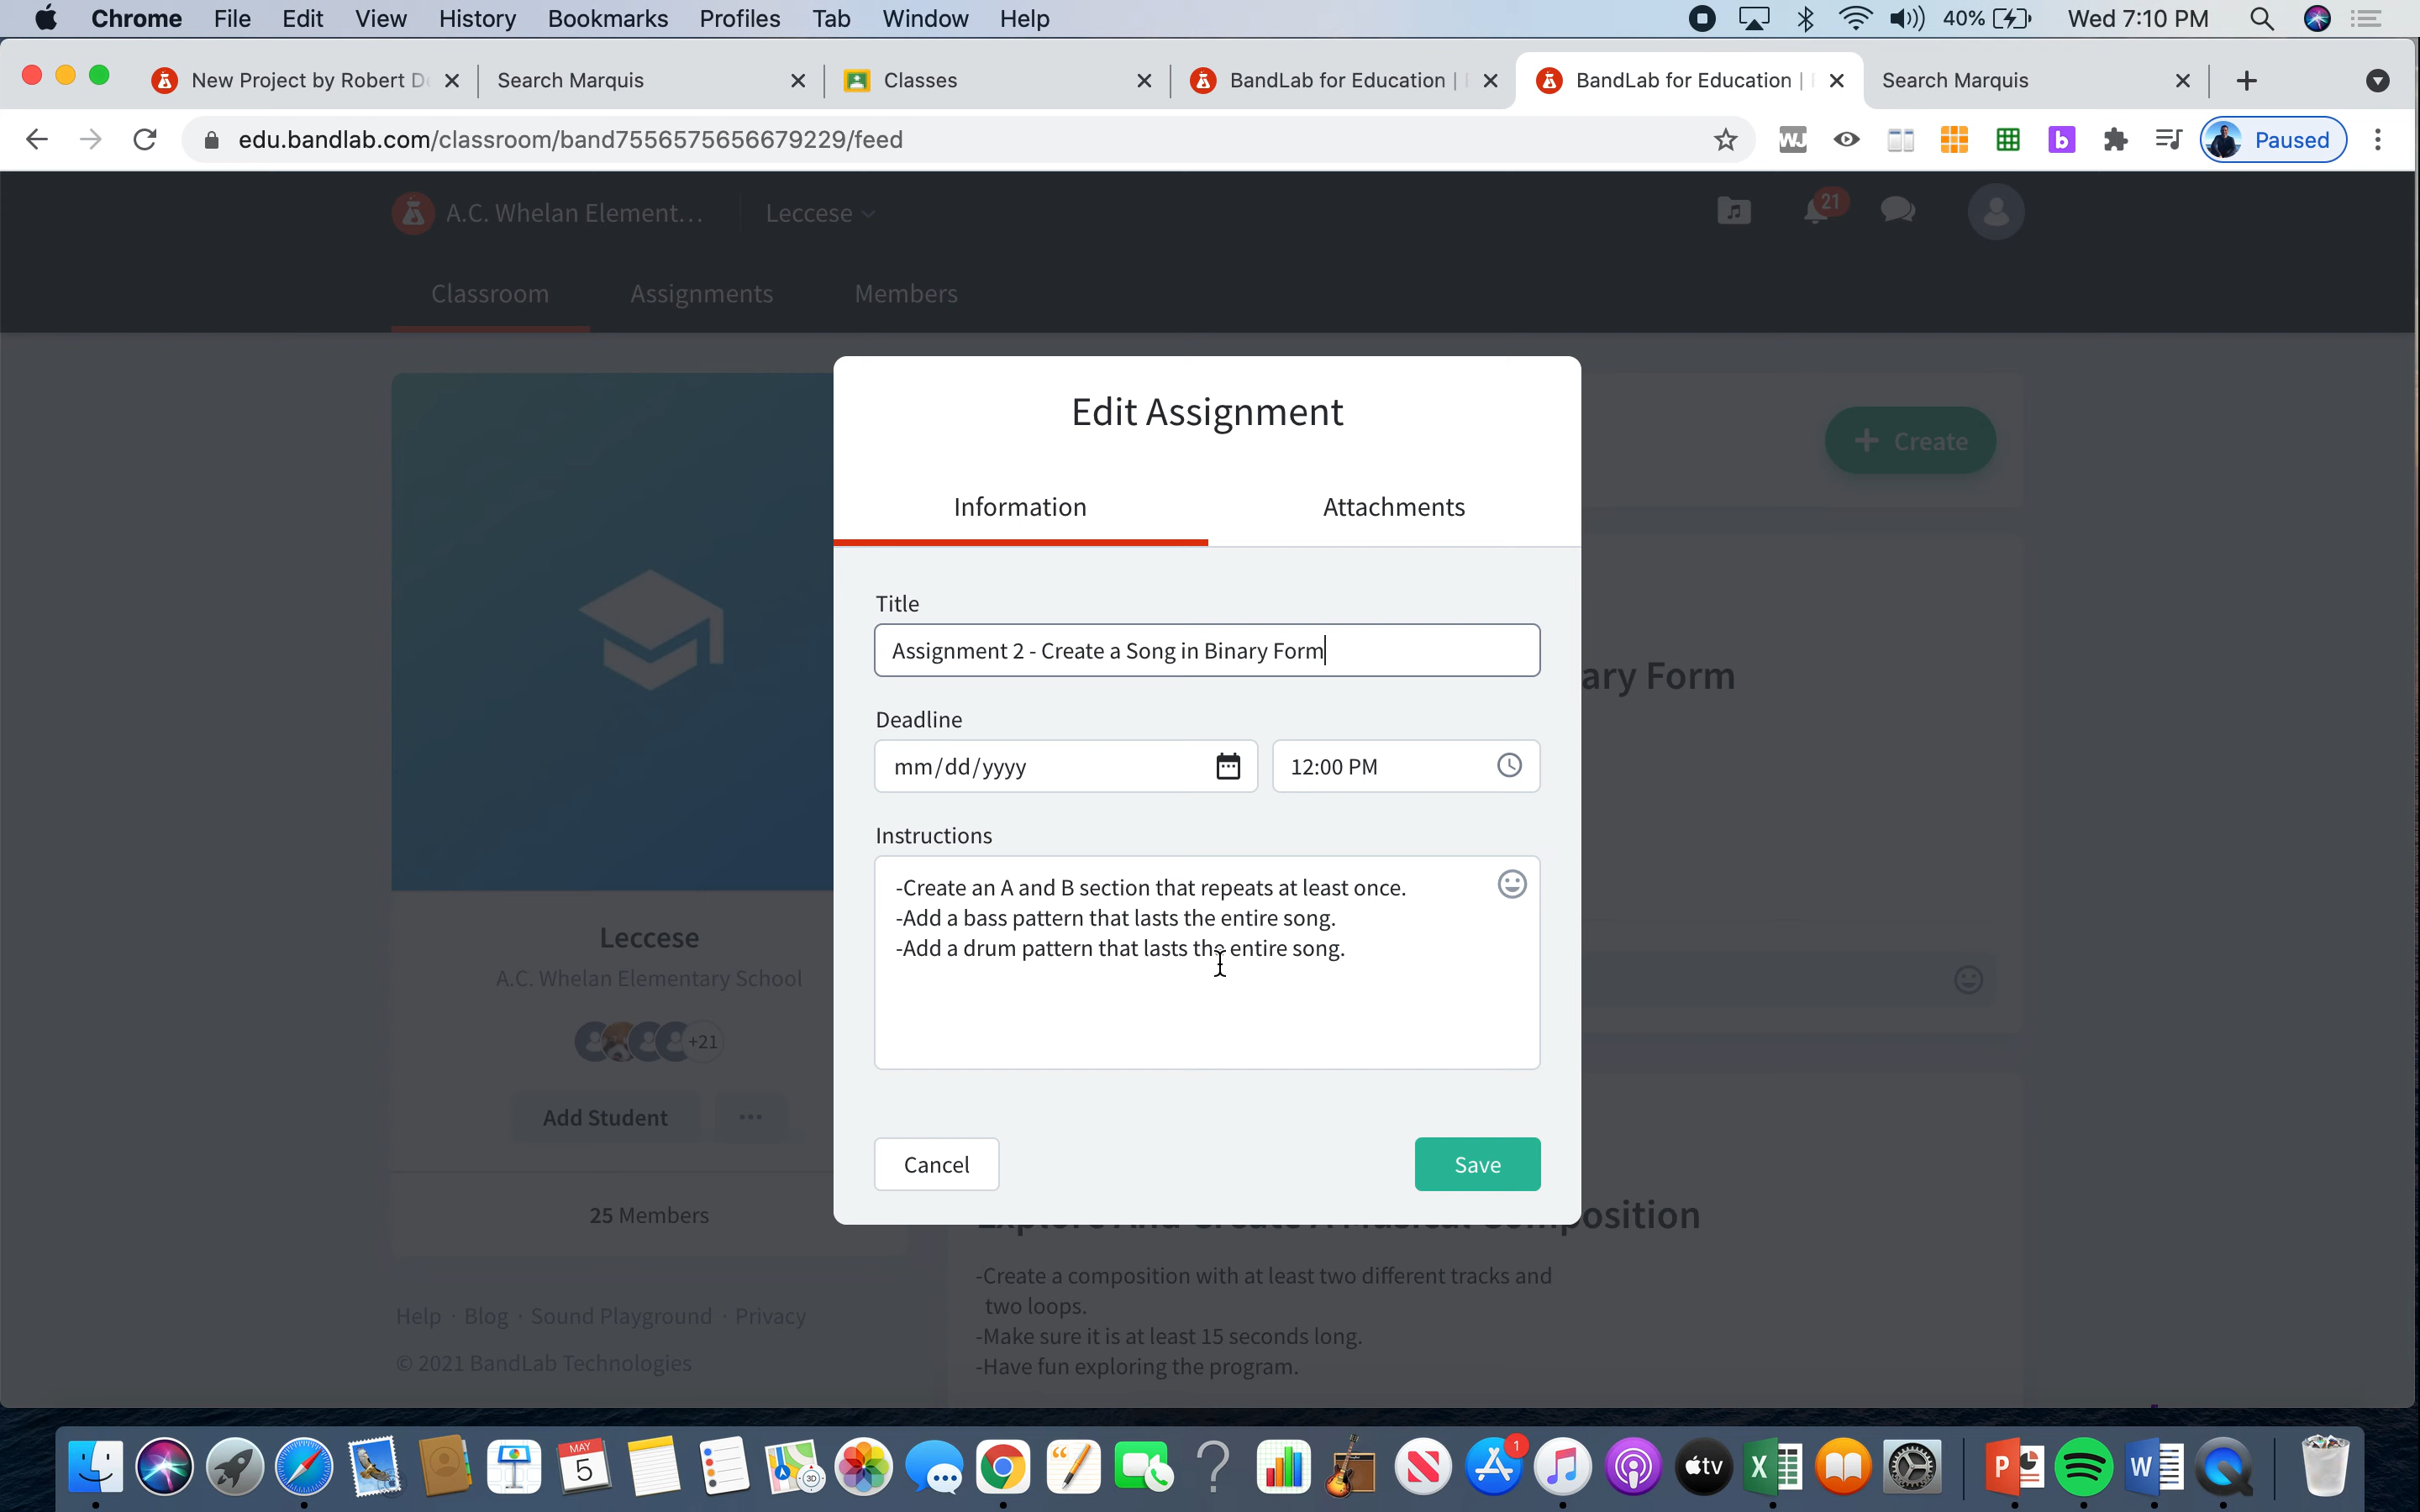 Chrome File Edit View History Bookmarks Profiles Tab Window Help 40% Wed 7:10 PM
New Project by Robert D Search Marquis Classes BandLab for Education | BandLab for Education | Search Marquis
edu.bandlab.com/classroom/band7556575656679229/feed WJ b Paused
A.C. Whelan Element... Leccese 21
Classroom Assignments Members
Edit Assignment
Create
Information Attachments
Title
Assignment 2 - Create a Song in Binary Form
ary Form
Deadline
mm/dd/yyyy 12:00 PM
Instructions
-Create an A and B section that repeats at least once.
-Add a bass pattern that lasts the entire song.
-Add a drum pattern that lasts the entire song.
Leccese
A.C. Whelan Elementary School
+21
Add Student
Cancel Save
25 Members
Explore And Create A Musical Composition
-Create a composition with at least two different tracks and
two loops.
-Make sure it is at least 15 seconds long.
-Have fun exploring the program.
Help · Blog · Sound Playground · Privacy
© 2021 BandLab Technologies
MAY
5
3D
1
tv
X
P
W